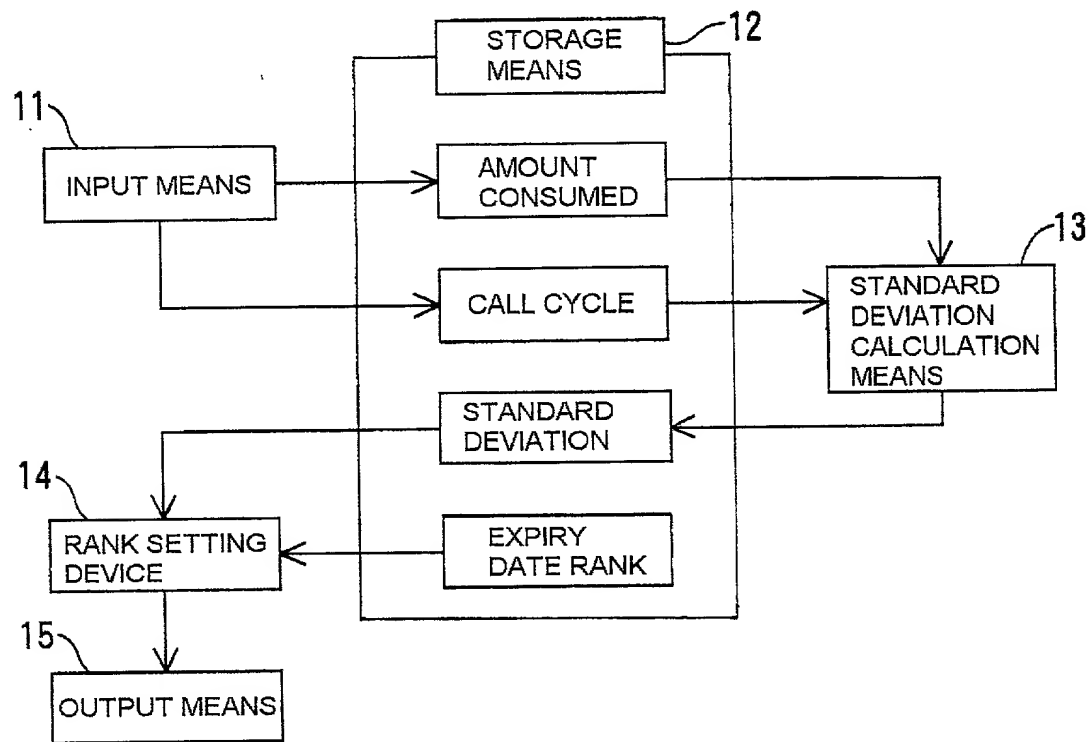 12
STORAGE
MEANS
11
INPUT MEANS
AMOUNT
CONSUMED
13
CALL CYCLE
STANDARD
DEVIATION
CALCULATION
MEANS
STANDARD
DEVIATION
14
RANK SETTING
DEVICE
EXPIRY
DATE RANK
15
OUTPUT MEANS